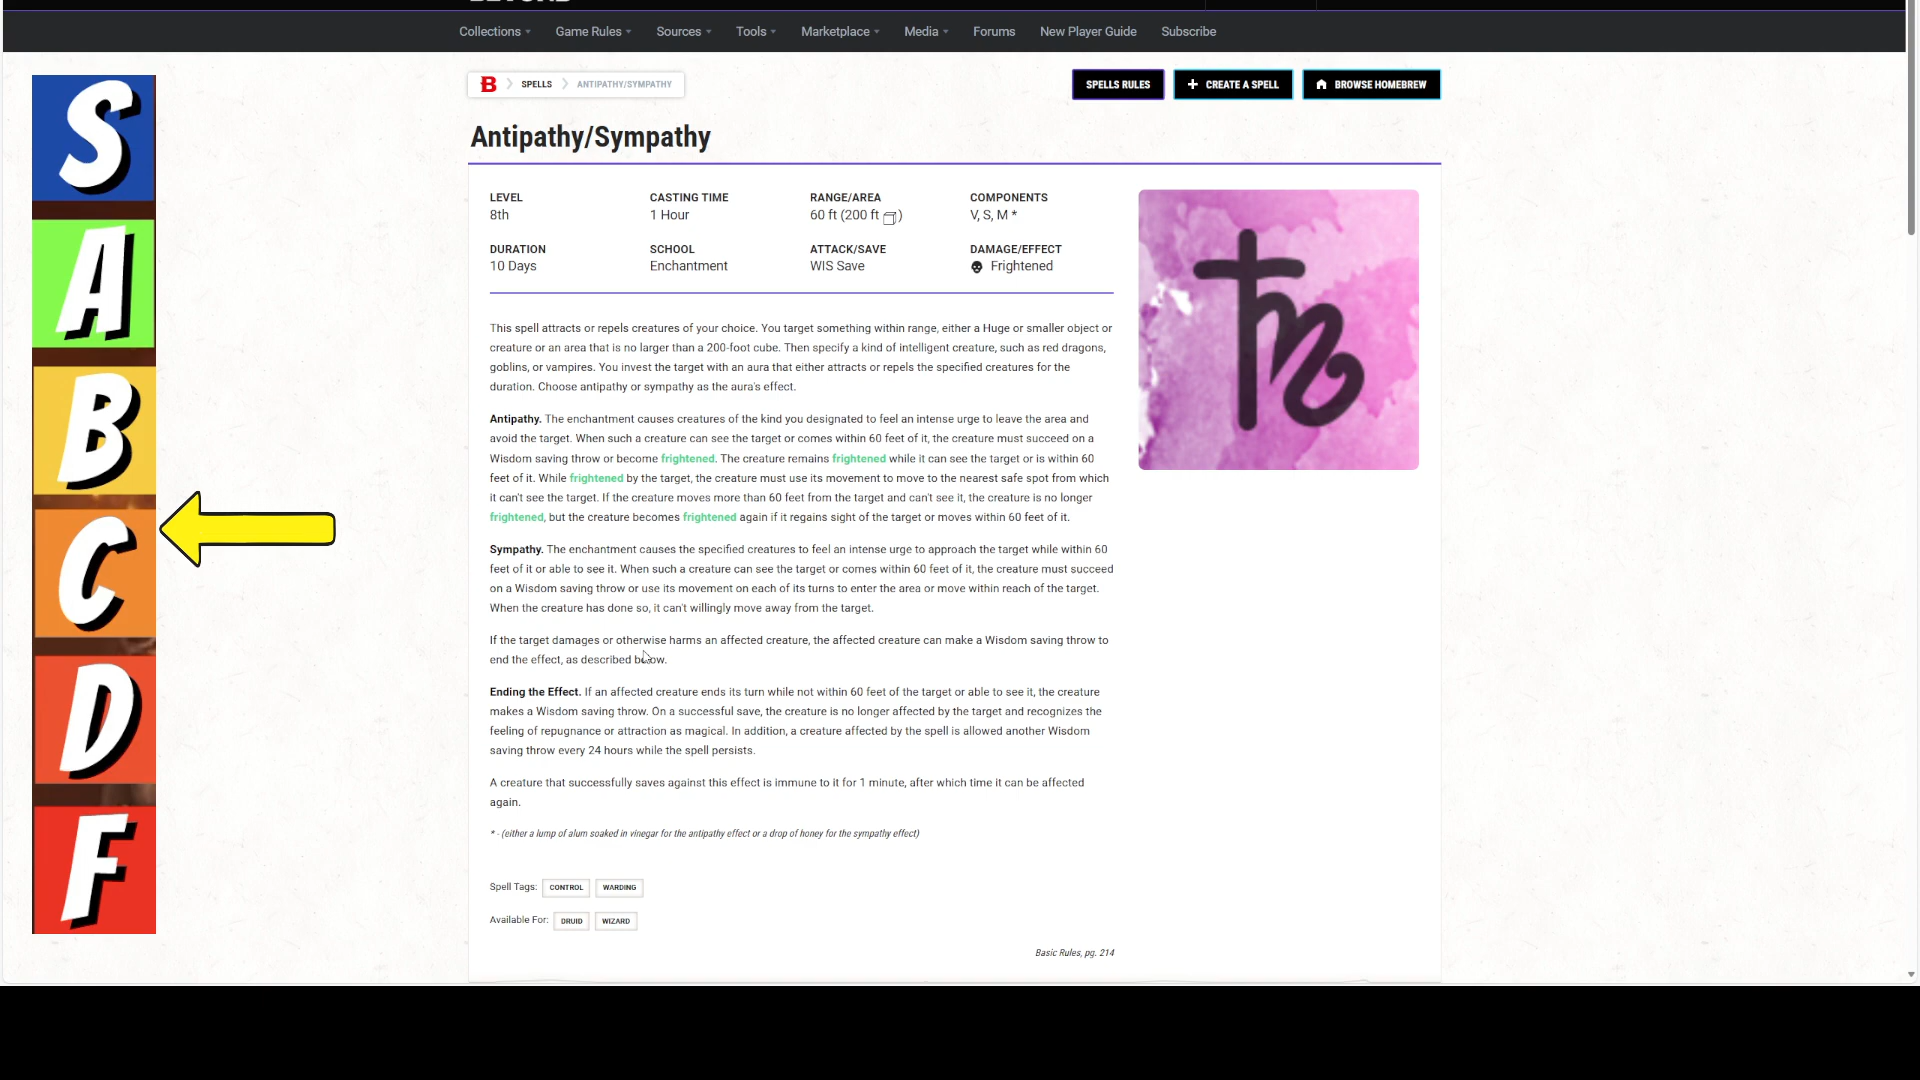 BEYOND
Collections
Game Rules
Sources
Tools
Marketplace
Media
Forums
New Player Guide
Subscribe
B
SPELLS
ANTIPATHY/SYMPATHY
SPELLS RULES
+ CREATE A SPELL
BROWSE HOMEBREW
S
A
B
C
D
F
Antipathy/Sympathy
LEVEL
8th
CASTING TIME
1 Hour
RANGE/AREA
60 ft (200 ft )
COMPONENTS
V, S, M *
DURATION
10 Days
SCHOOL
Enchantment
ATTACK/SAVE
WIS Save
DAMAGE/EFFECT
Frightened
This spell attracts or repels creatures of your choice. You target something within range, either a Huge or smaller object or
creature or an area that is no larger than a 200-foot cube. Then specify a kind of intelligent creature, such as red dragons,
goblins, or vampires. You invest the target with an aura that either attracts or repels the specified creatures for the
duration. Choose antipathy or sympathy as the aura's effect.
Antipathy. The enchantment causes creatures of the kind you designated to feel an intense urge to leave the area and
avoid the target. When such a creature can see the target or comes within 60 feet of it, the creature must succeed on a
Wisdom saving throw or become frightened. The creature remains frightened while it can see the target or is within 60
feet of it. While frightened by the target, the creature must use its movement to move to the nearest safe spot from which
it can't see the target. If the creature moves more than 60 feet from the target and can't see it, the creature is no longer
frightened, but the creature becomes frightened again if it regains sight of the target or moves within 60 feet of it.
Sympathy. The enchantment causes the specified creatures to feel an intense urge to approach the target while within 60
feet of it or able to see it. When such a creature can see the target or comes within 60 feet of it, the creature must succeed
on a Wisdom saving throw or use its movement on each of its turns to enter the area or move within reach of the target.
When the creature has done so, it can't willingly move away from the target.
If the target damages or otherwise harms an affected creature, the affected creature can make a Wisdom saving throw to
end the effect, as described below.
Ending the Effect. If an affected creature ends its turn while not within 60 feet of the target or able to see it, the creature
makes a Wisdom saving throw. On a successful save, the creature is no longer affected by the target and recognizes the
feeling of repugnance or attraction as magical. In addition, a creature affected by the spell is allowed another Wisdom
saving throw every 24 hours while the spell persists.
A creature that successfully saves against this effect is immune to it for 1 minute, after which time it can be affected
again.
* - (either a lump of alum soaked in vinegar for the antipathy effect or a drop of honey for the sympathy effect)
Spell Tags: CONTROL WARDING
Available For: DRUID WIZARD
Basic Rules, pg. 214